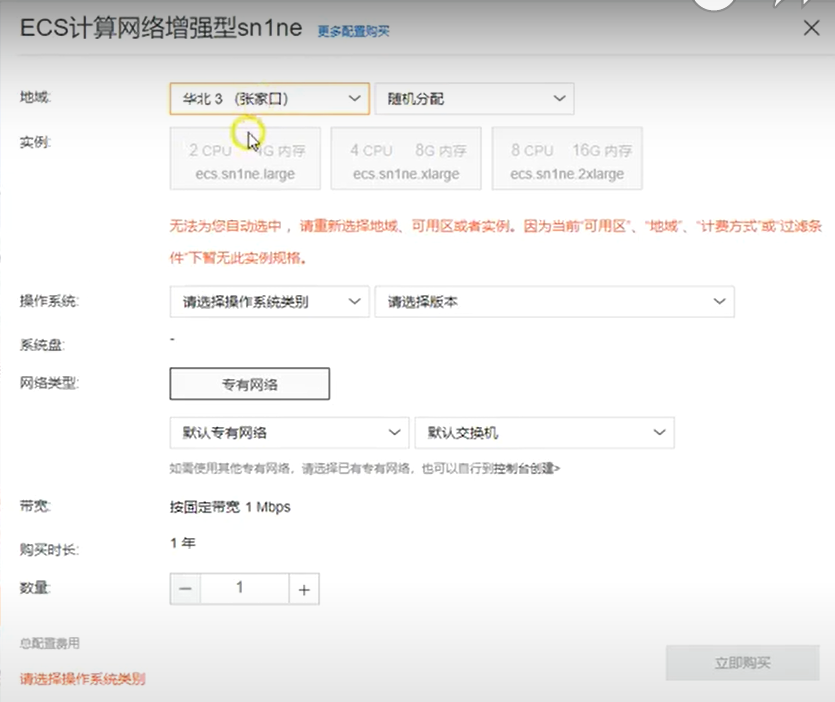 ECS计算网络增强型sn1ne 更多配置购买
地域: 华北 3 (张家口) 随机分配
实例: 2 CPU 4G 内存 4 CPU 8G 内存 8 CPU 16G 内存
ecs.sn1ne.large ecs.sn1ne.xlarge ecs.sn1ne.2xlarge
无法为您自动选中， 请重新选择地域、可用区或者实例。因为当前“可用区”、“地域”、“计费方式”或“过滤条
件”下暂无此实例规格。
操作系统: 请选择操作系统类别 请选择版本
系统盘: -
网络类型: 专有网络
默认专有网络 默认交换机
如需使用其他专有网络，请选择已有专有网络，也可以自行到控制台创建>
带宽: 按固定带宽 1 Mbps
购买时长: 1 年
数量: 1
总配置费用
请选择操作系统类别 立即购买